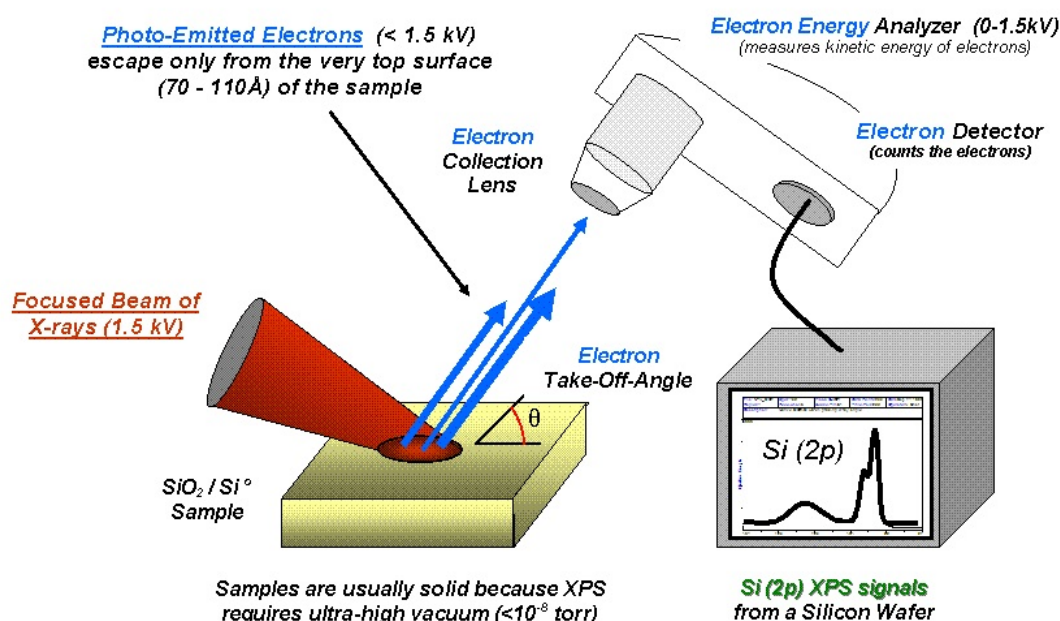 Photo-Emitted Electrons (< 1.5 kV)
escape only from the very top surface
(70 - 110Å) of the sample
Electron Energy Analyzer (0-1.5kV)
(measures kinetic energy of electrons)
Electron
Collection
Lens
Electron Detector
(counts the electrons)
Focused Beam of
X-rays (1.5 kV)
Electron
Take-Off-Angle
θ
SiO₂ / Si°
Sample
Si (2p)
Samples are usually solid because XPS
requires ultra-high vacuum (<10⁻⁸ torr)
Si (2p) XPS signals
from a Silicon Wafer